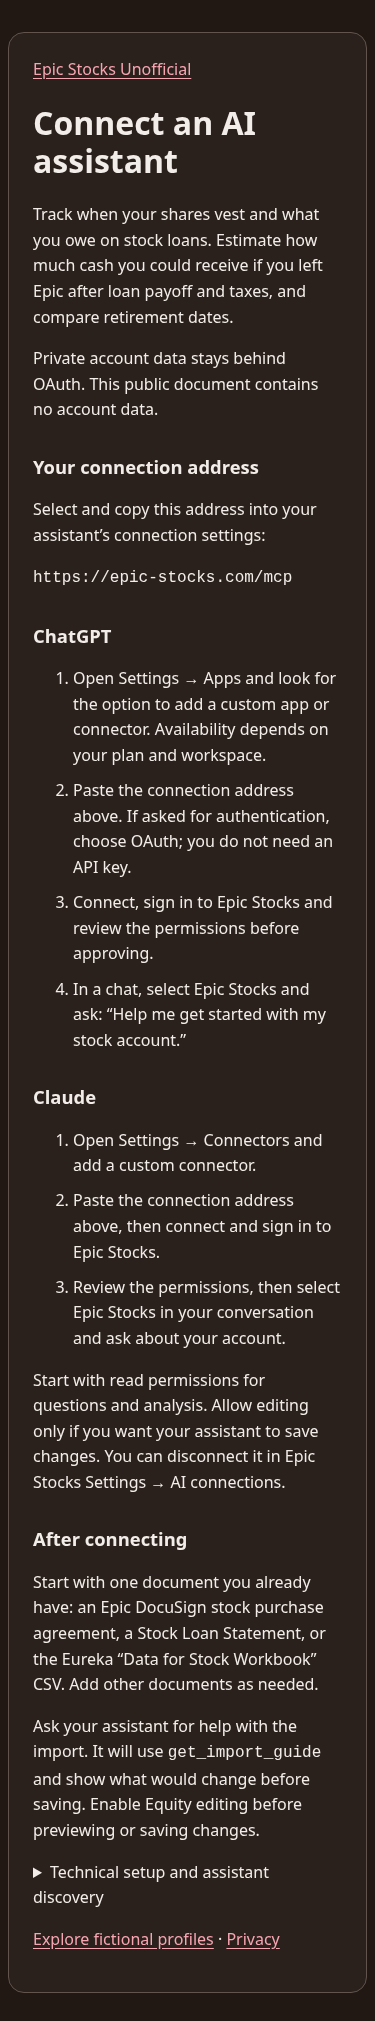 Epic Stocks Unofficial
Connect an AI
assistant
Track when your shares vest and what
you owe on stock loans. Estimate how
much cash you could receive if you left
Epic after loan payoff and taxes, and
compare retirement dates.
Private account data stays behind
OAuth. This public document contains
no account data.
Your connection address
Select and copy this address into your
assistant’s connection settings:
https://epic-stocks.com/mcp
ChatGPT
1. Open Settings → Apps and look for
the option to add a custom app or
connector. Availability depends on
your plan and workspace.
2. Paste the connection address
above. If asked for authentication,
choose OAuth; you do not need an
API key.
3. Connect, sign in to Epic Stocks and
review the permissions before
approving.
4. In a chat, select Epic Stocks and
ask: “Help me get started with my
stock account.”
Claude
1. Open Settings → Connectors and
add a custom connector.
2. Paste the connection address
above, then connect and sign in to
Epic Stocks.
3. Review the permissions, then select
Epic Stocks in your conversation
and ask about your account.
Start with read permissions for
questions and analysis. Allow editing
only if you want your assistant to save
changes. You can disconnect it in Epic
Stocks Settings → AI connections.
After connecting
Start with one document you already
have: an Epic DocuSign stock purchase
agreement, a Stock Loan Statement, or
the Eureka “Data for Stock Workbook”
CSV. Add other documents as needed.
Ask your assistant for help with the
import. It will use get_import_guide
and show what would change before
saving. Enable Equity editing before
previewing or saving changes.
▶ Technical setup and assistant
discovery
Explore fictional profiles · Privacy